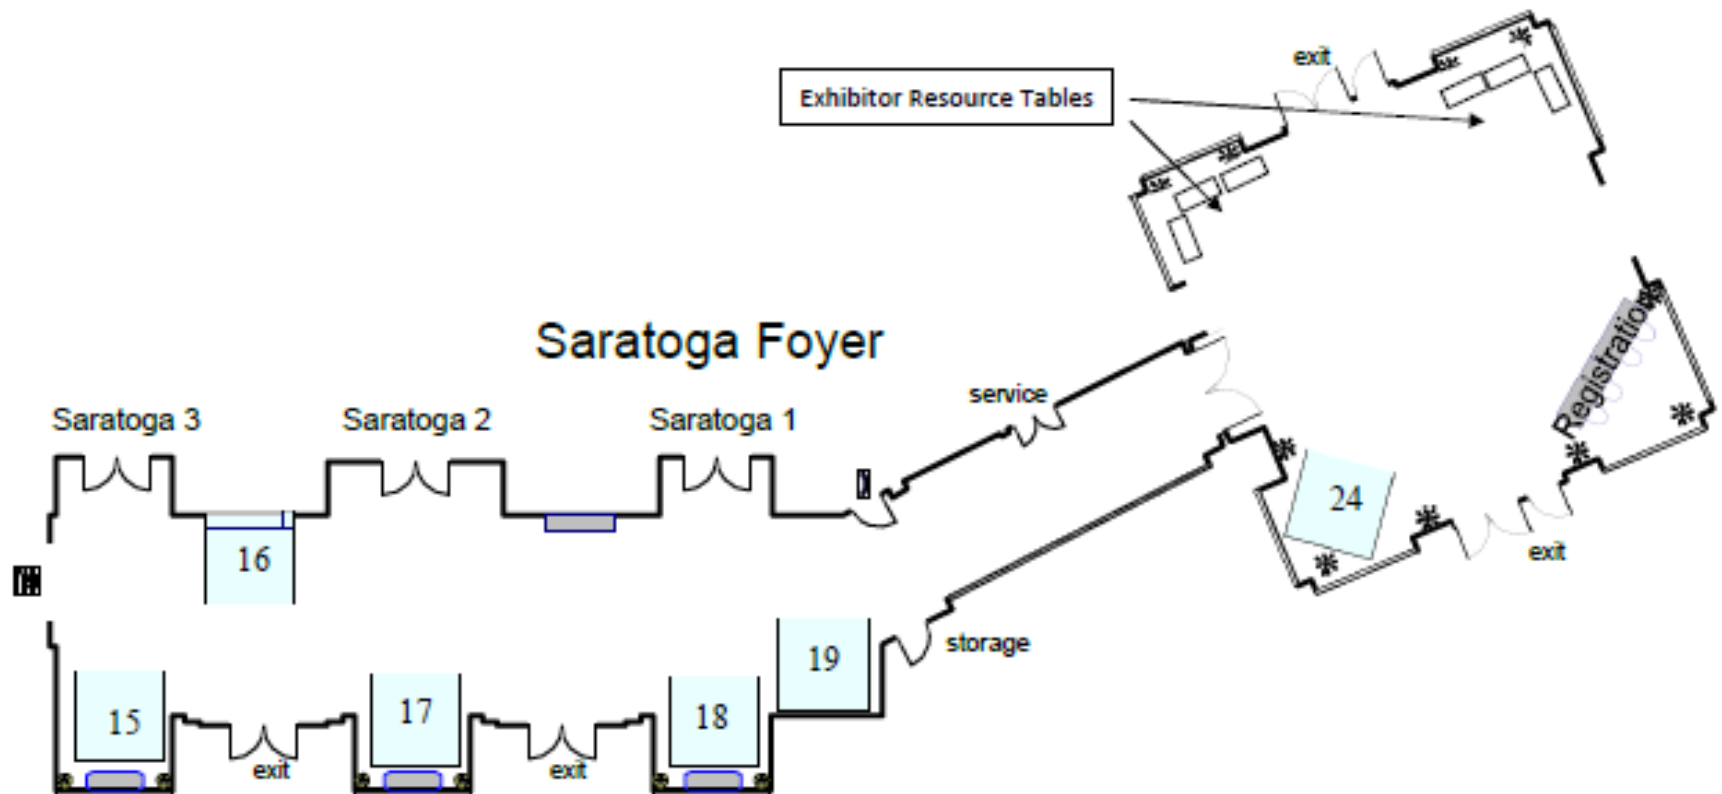 exit
Exhibitor Resource Tables
Saratoga Foyer
Registration
service
Saratoga 3
Saratoga 2
Saratoga 1
24
16
exit
storage
19
15
17
18
exit
exit